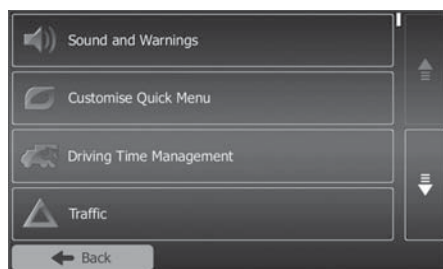 Sound and Warnings
Customise Quick Menu
Driving Time Management
Traffic
Back